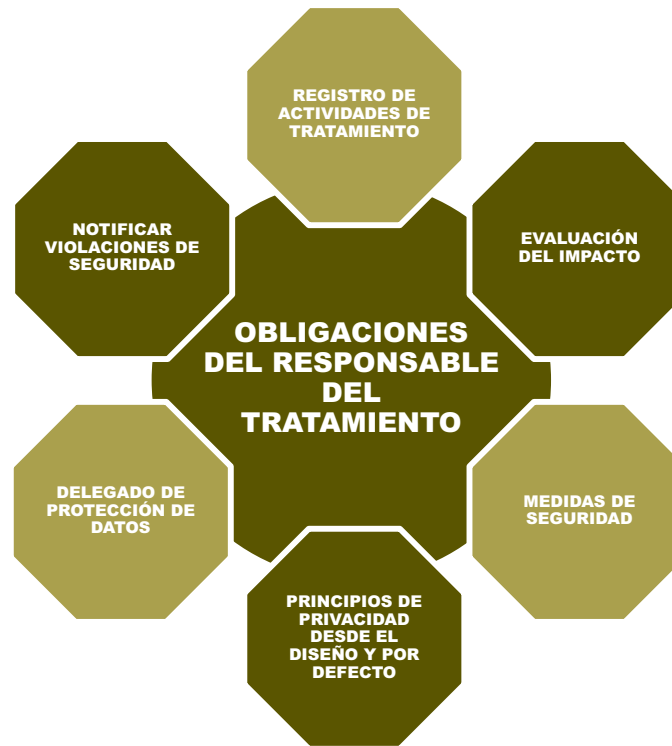 REGISTRO DE
ACTIVIDADES DE
TRATAMIENTO
NOTIFICAR
VIOLACIONES DE
SEGURIDAD
EVALUACIÓN
DEL IMPACTO
OBLIGACIONES
DEL RESPONSABLE
DEL
TRATAMIENTO
DELEGADO DE
PROTECCIÓN DE
DATOS
MEDIDAS DE
SEGURIDAD
PRINCIPIOS DE
PRIVACIDAD
DESDE EL
DISEÑO Y POR
DEFECTO